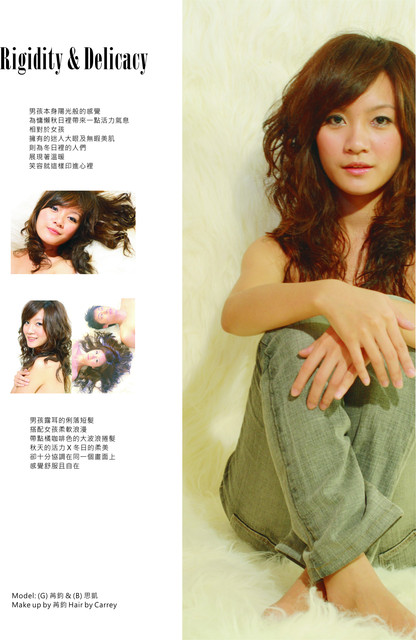 Rigidity & Delicacy
男孩本身陽光般的感覺
為慵懶秋日裡帶來一點活力氣息
相對於女孩
擁有的迷人大眼及無暇美肌
則為冬日裡的人們
展現著溫暖
笑容就這樣印進心裡
男孩露耳的俐落短髮
搭配女孩柔軟浪漫
帶點橘咖啡色的大波浪捲髮
秋天的活力 X 冬日的柔美
卻十分協調在同一個畫面上
感覺舒服且自在
Model: (G) 苪鈞 & (B) 思凱
Make up by 苪鈞 Hair by Carrey